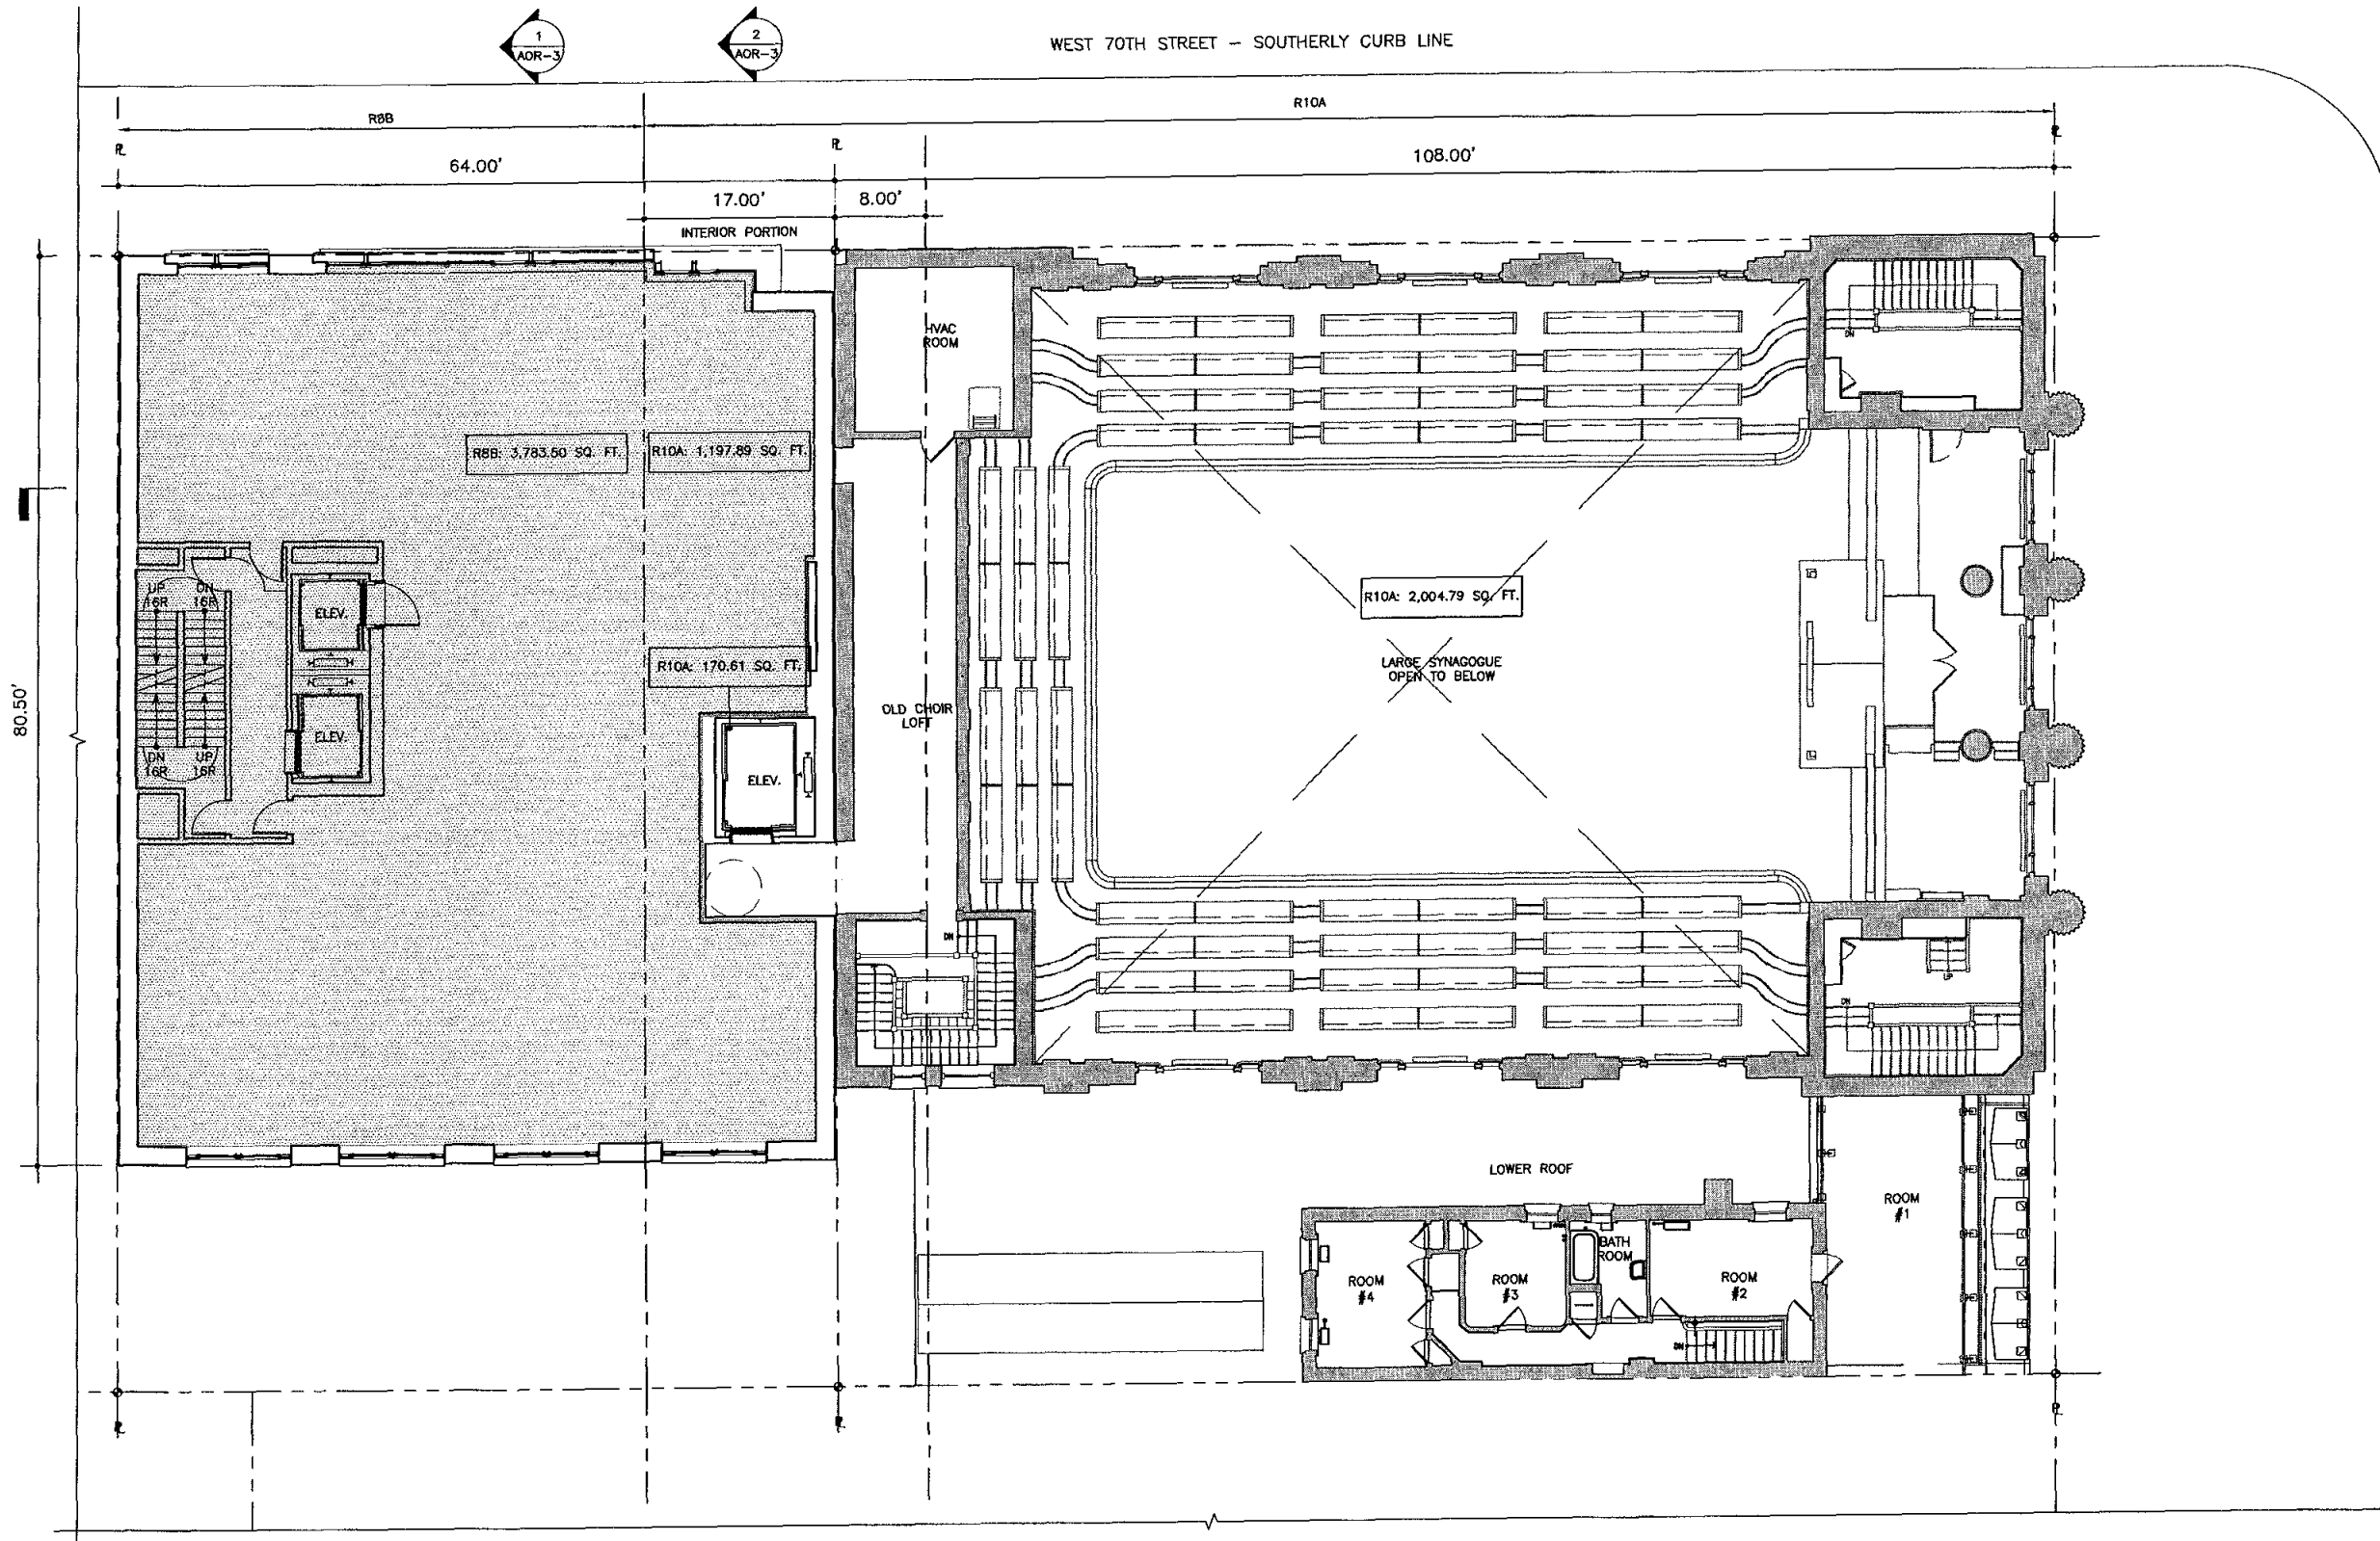 1
AOR-3
2
AOR-3
WEST 70TH STREET - SOUTHERLY CURB LINE
R8B
R10A
PL
PL
PL
64.00'
108.00'
17.00'
8.00'
INTERIOR PORTION
HVAC
ROOM
DN
R8B: 3,783.50 SQ. FT.
R10A: 1,197.89 SQ. FT.
UP
16R
DN
16R
ELEV.
R10A: 2,004.79 SQ. FT.
R10A: 170.61 SQ. FT.
LARGE SYNAGOGUE
OPEN TO BELOW
80.50'
OLD CHOIR
LOFT
ELEV.
DN
16R
UP
16R
ELEV.
DN
UP
DN
LOWER ROOF
ROOM
#1
BATH
ROOM
ROOM
#4
ROOM
#3
ROOM
#2
DN
PL
PL
PL